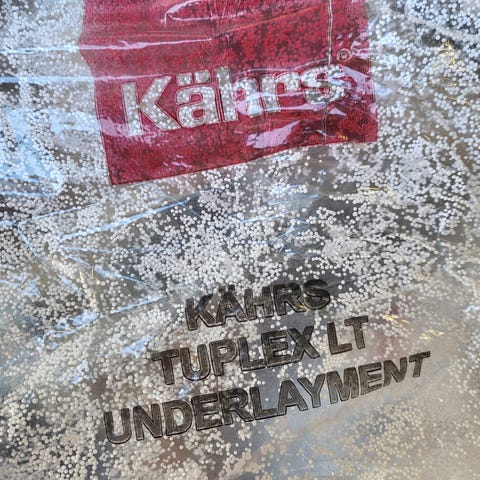 Kährs®
KÄHRS
TUPLEX LT
UNDERLAYMENT